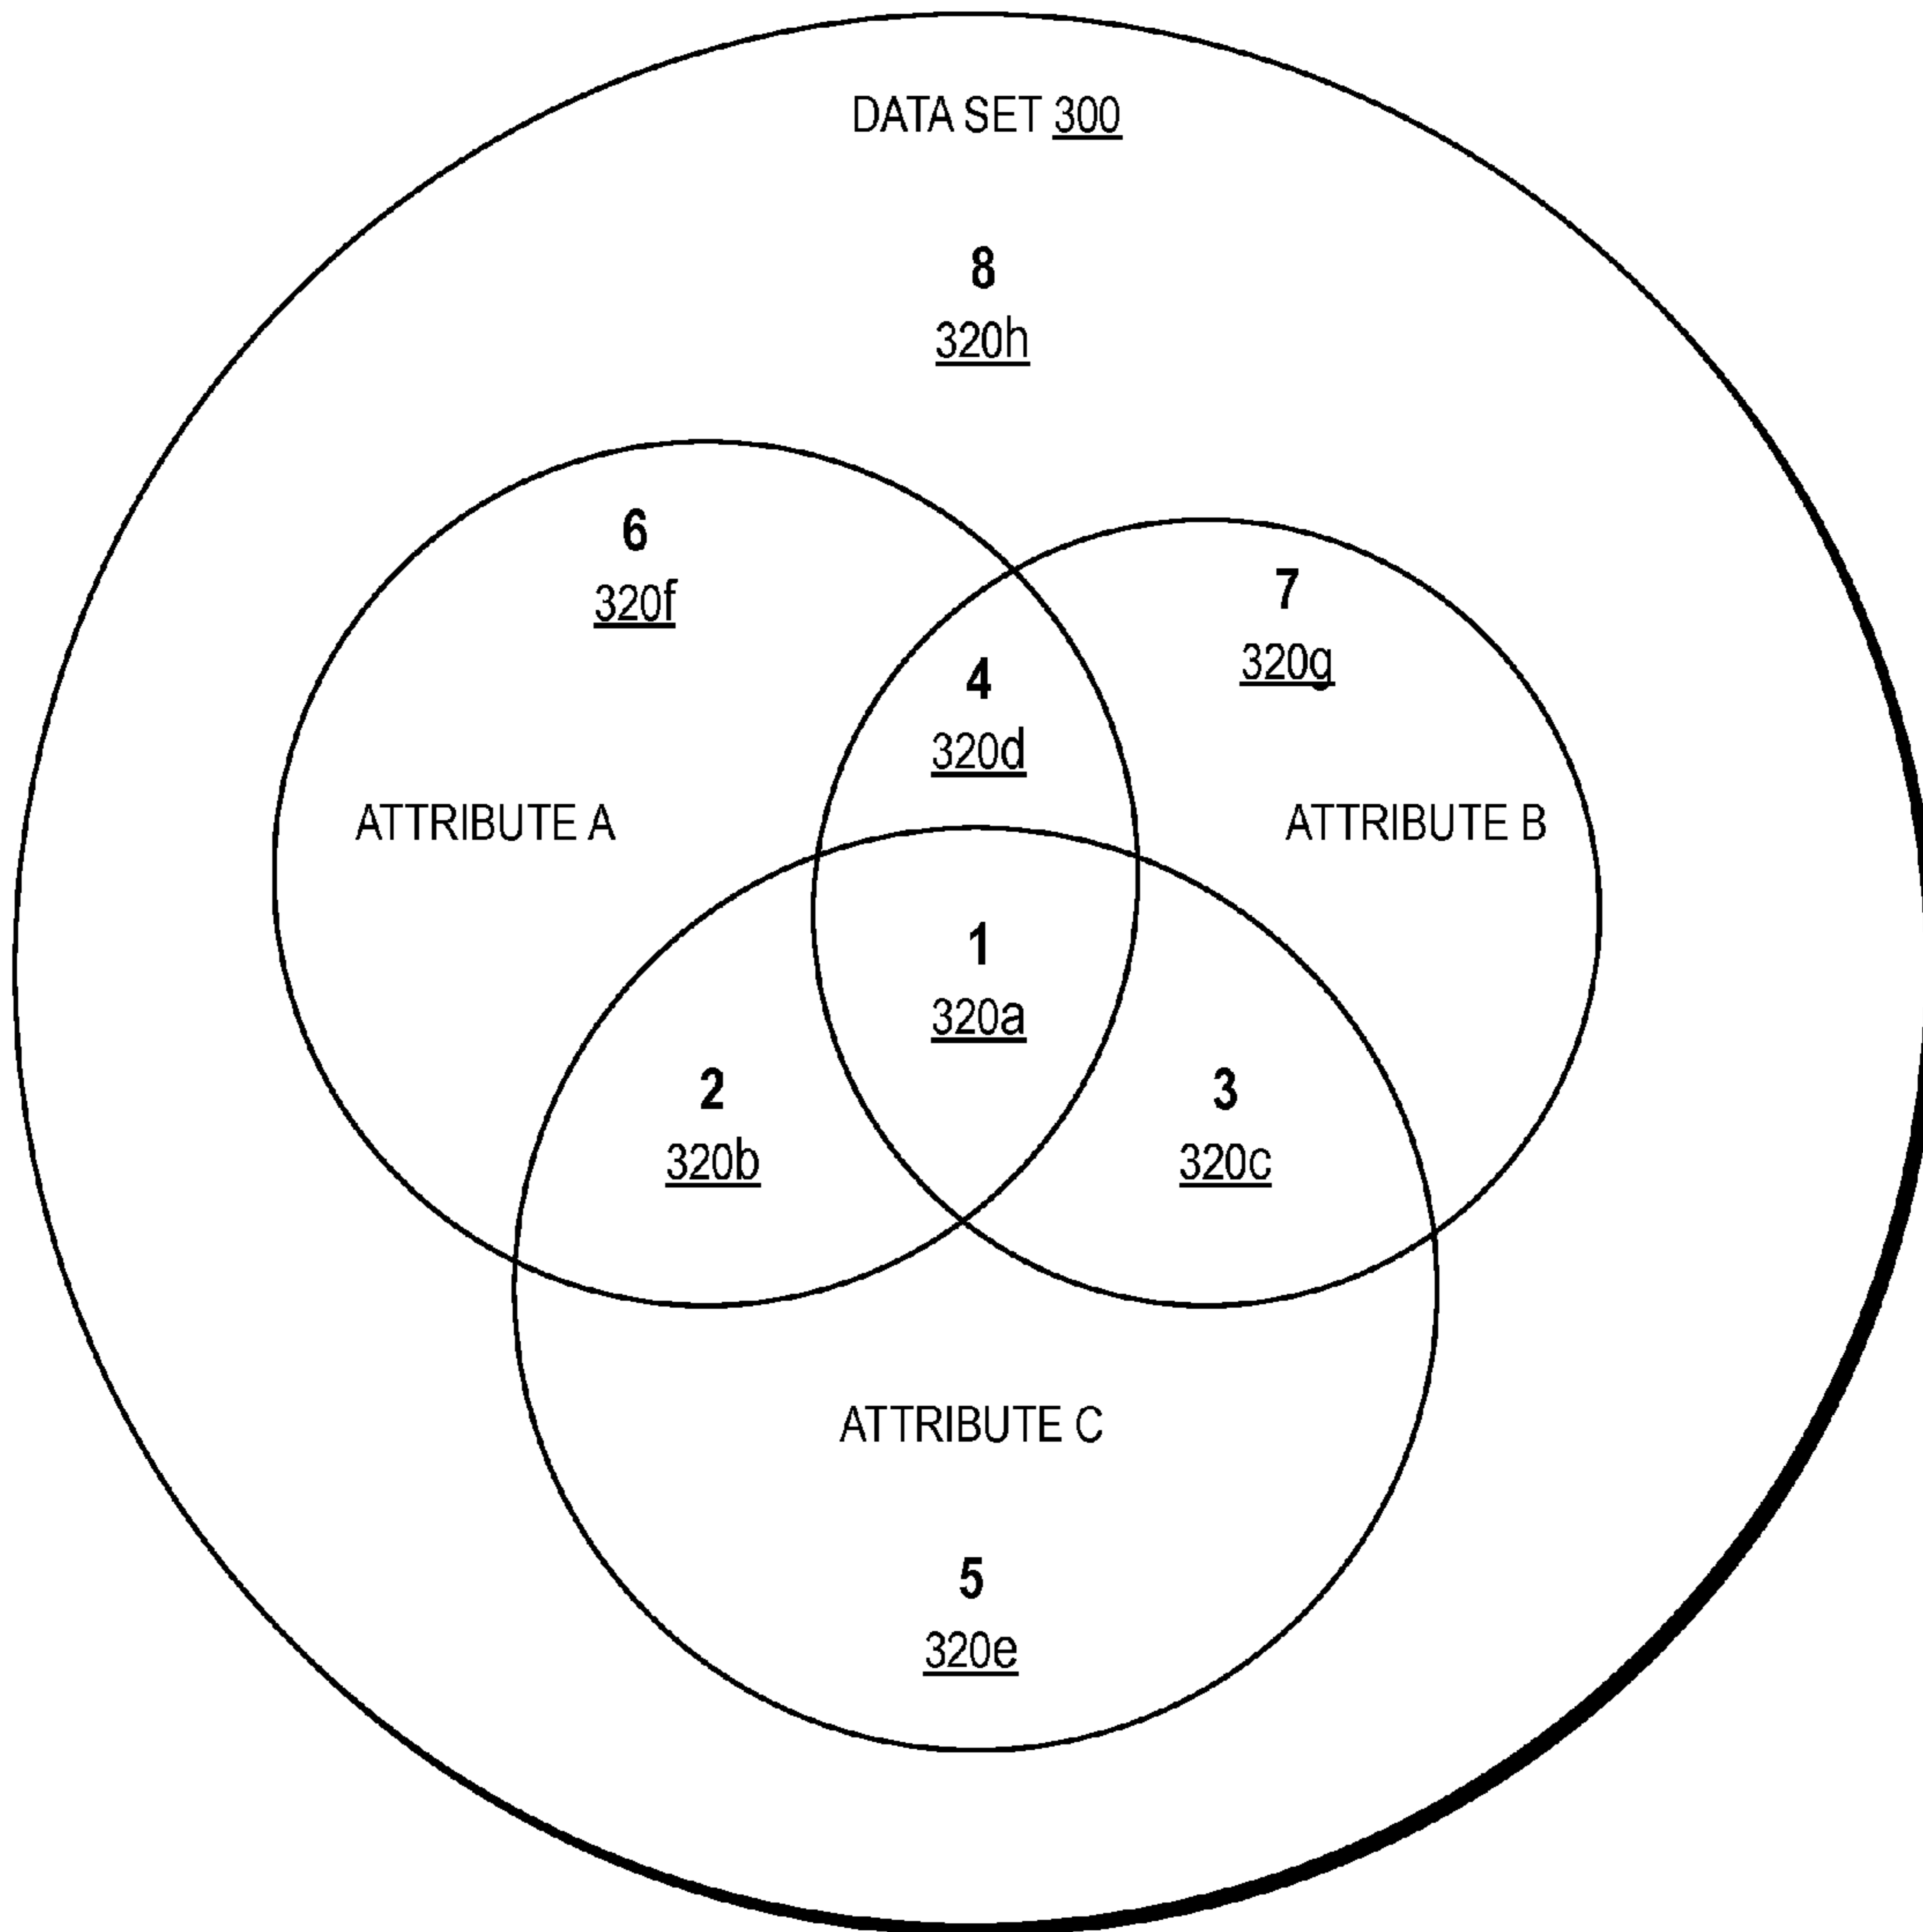 DATA SET 300
8
320h
6
320f
7
320g
4
320d
ATTRIBUTE A
ATTRIBUTE B
1
320a
2
320b
3
320c
ATTRIBUTE C
5
320e